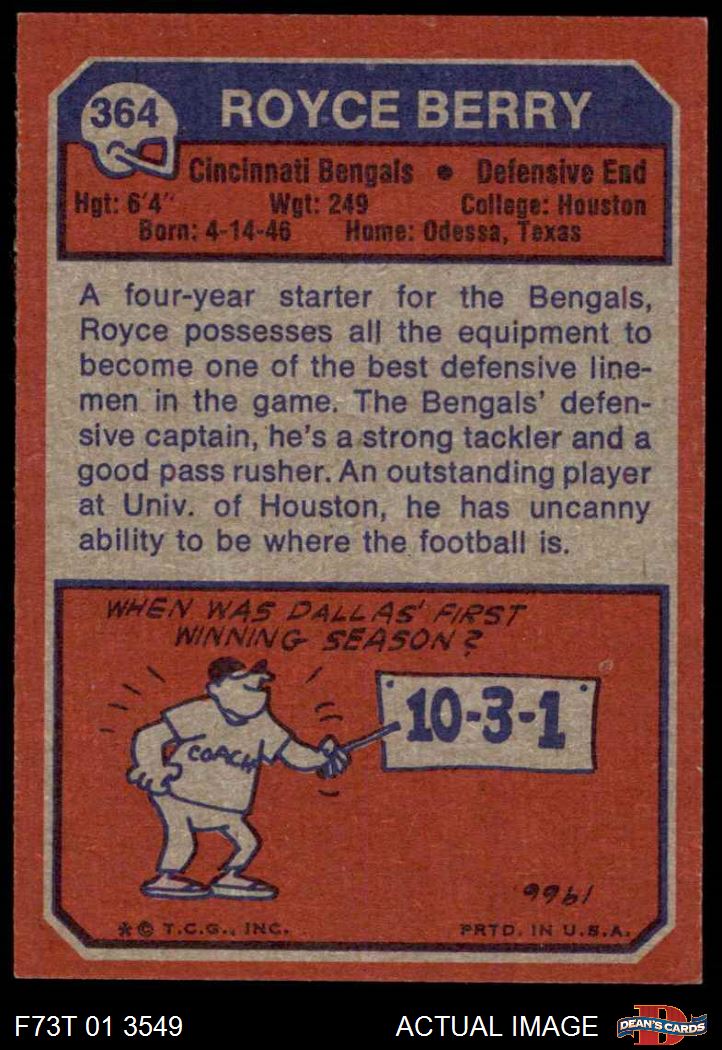 364
ROYCE BERRY
Cincinnati Bengals • Defensive End
Hgt: 6'4" Wgt: 249 College: Houston
Born: 4-14-46 Home: Odessa, Texas
A four-year starter for the Bengals,
Royce possesses all the equipment to
become one of the best defensive line-
men in the game. The Bengals' defen-
sive captain, he's a strong tackler and a
good pass rusher. An outstanding player
at Univ. of Houston, he has uncanny
ability to be where the football is.
WHEN WAS DALLAS' FIRST
WINNING SEASON?
10-3-1
COACH
1966
*© T.C.G., INC. PRTD. IN U.S.A.
F73T 01 3549 ACTUAL IMAGE
D
DEAN'S CARDS